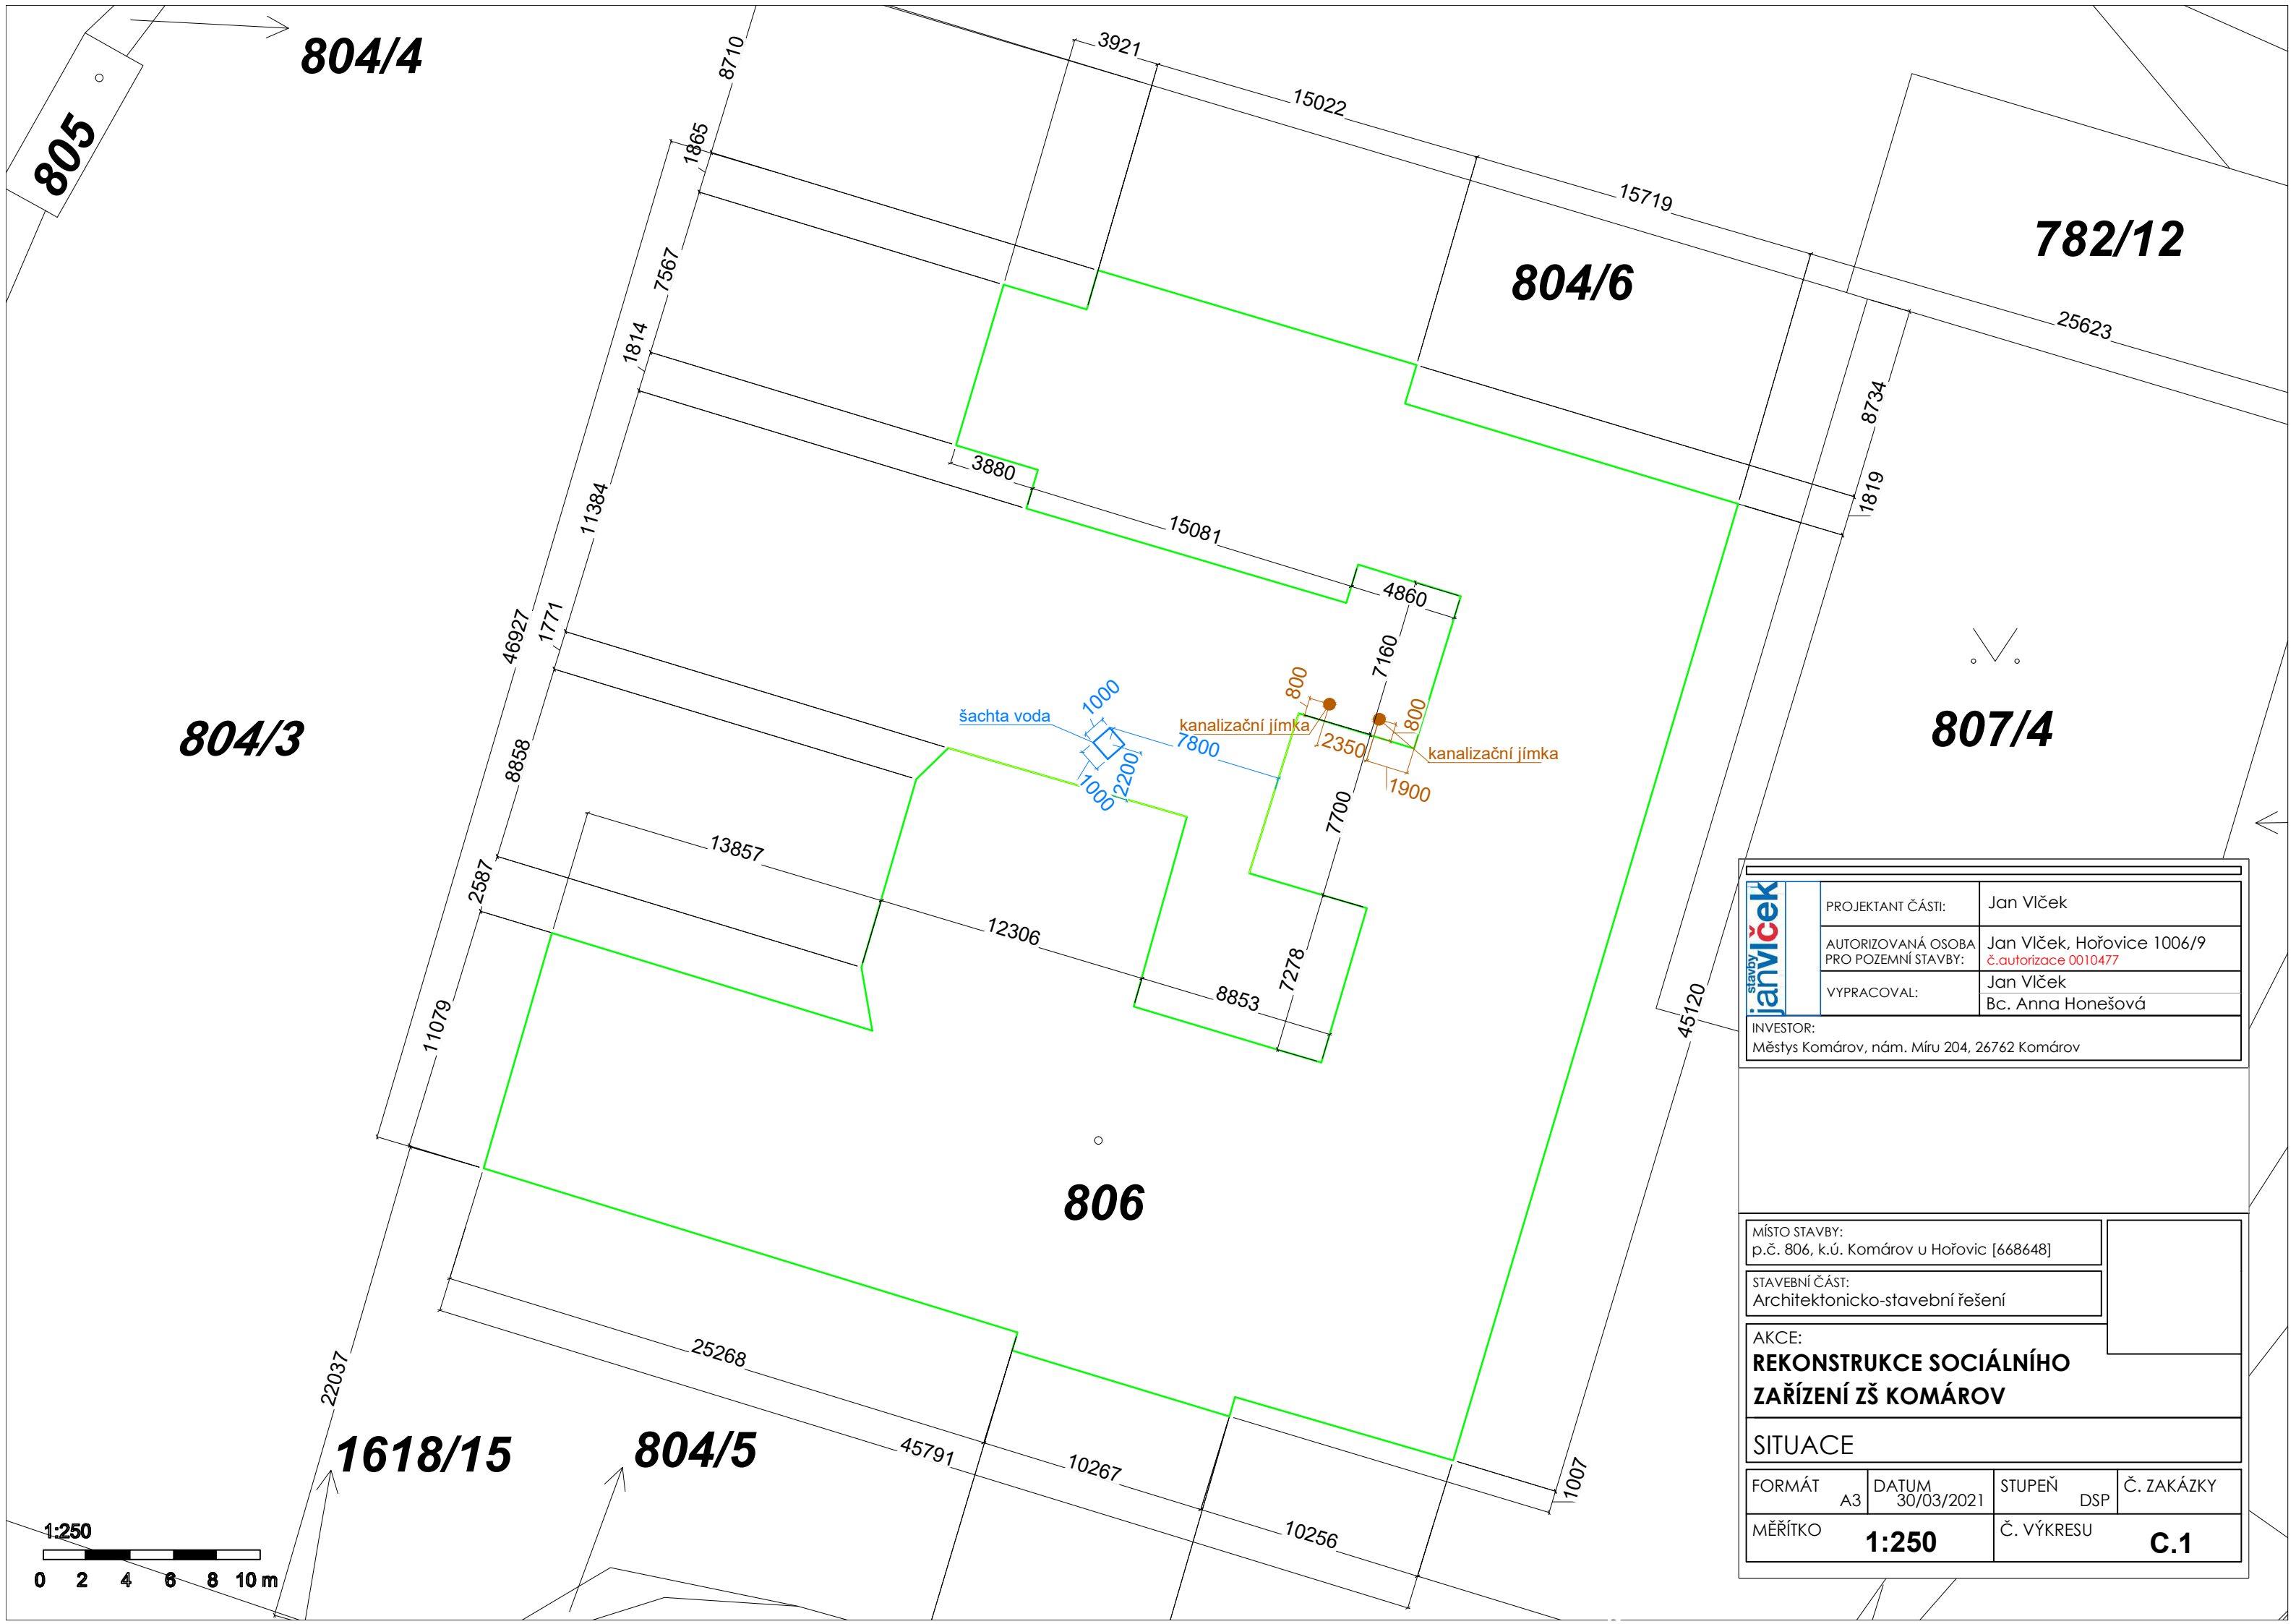 804/4
805
8710
3921
15022
15719
25623
782/12
804/6
1865
7567
1814
11384
46927
1771
8858
2587
11079
22037
8734
1819
3880
15081
4860
7160
804/3
807/4
šachta voda
1000
1000
2200
7800
800
kanalizační jímka
2350
800
kanalizační jímka
1900
7700
13857
12306
8853
7278
45120
806
25268
45791
10267
10256
1007
1618/15
804/5
1:250
0 2 4 6 8 10 m
stavby
janvlček
PROJEKTANT ČÁSTI:
Jan Vlček
AUTORIZOVANÁ OSOBA
PRO POZEMNÍ STAVBY:
Jan Vlček, Hořovice 1006/9
č.autorizace 0010477
VYPRACOVAL:
Jan Vlček
Bc. Anna Honešová
INVESTOR:
Městys Komárov, nám. Míru 204, 26762 Komárov
MÍSTO STAVBY:
p.č. 806, k.ú. Komárov u Hořovic [668648]
STAVEBNÍ ČÁST:
Architektonicko-stavební řešení
AKCE:
REKONSTRUKCE SOCIÁLNÍHO
ZAŘÍZENÍ ZŠ KOMÁROV
SITUACE
FORMÁT
A3
DATUM
30/03/2021
STUPEŇ
DSP
Č. ZAKÁZKY
MĚŘÍTKO
1:250
Č. VÝKRESU
C.1